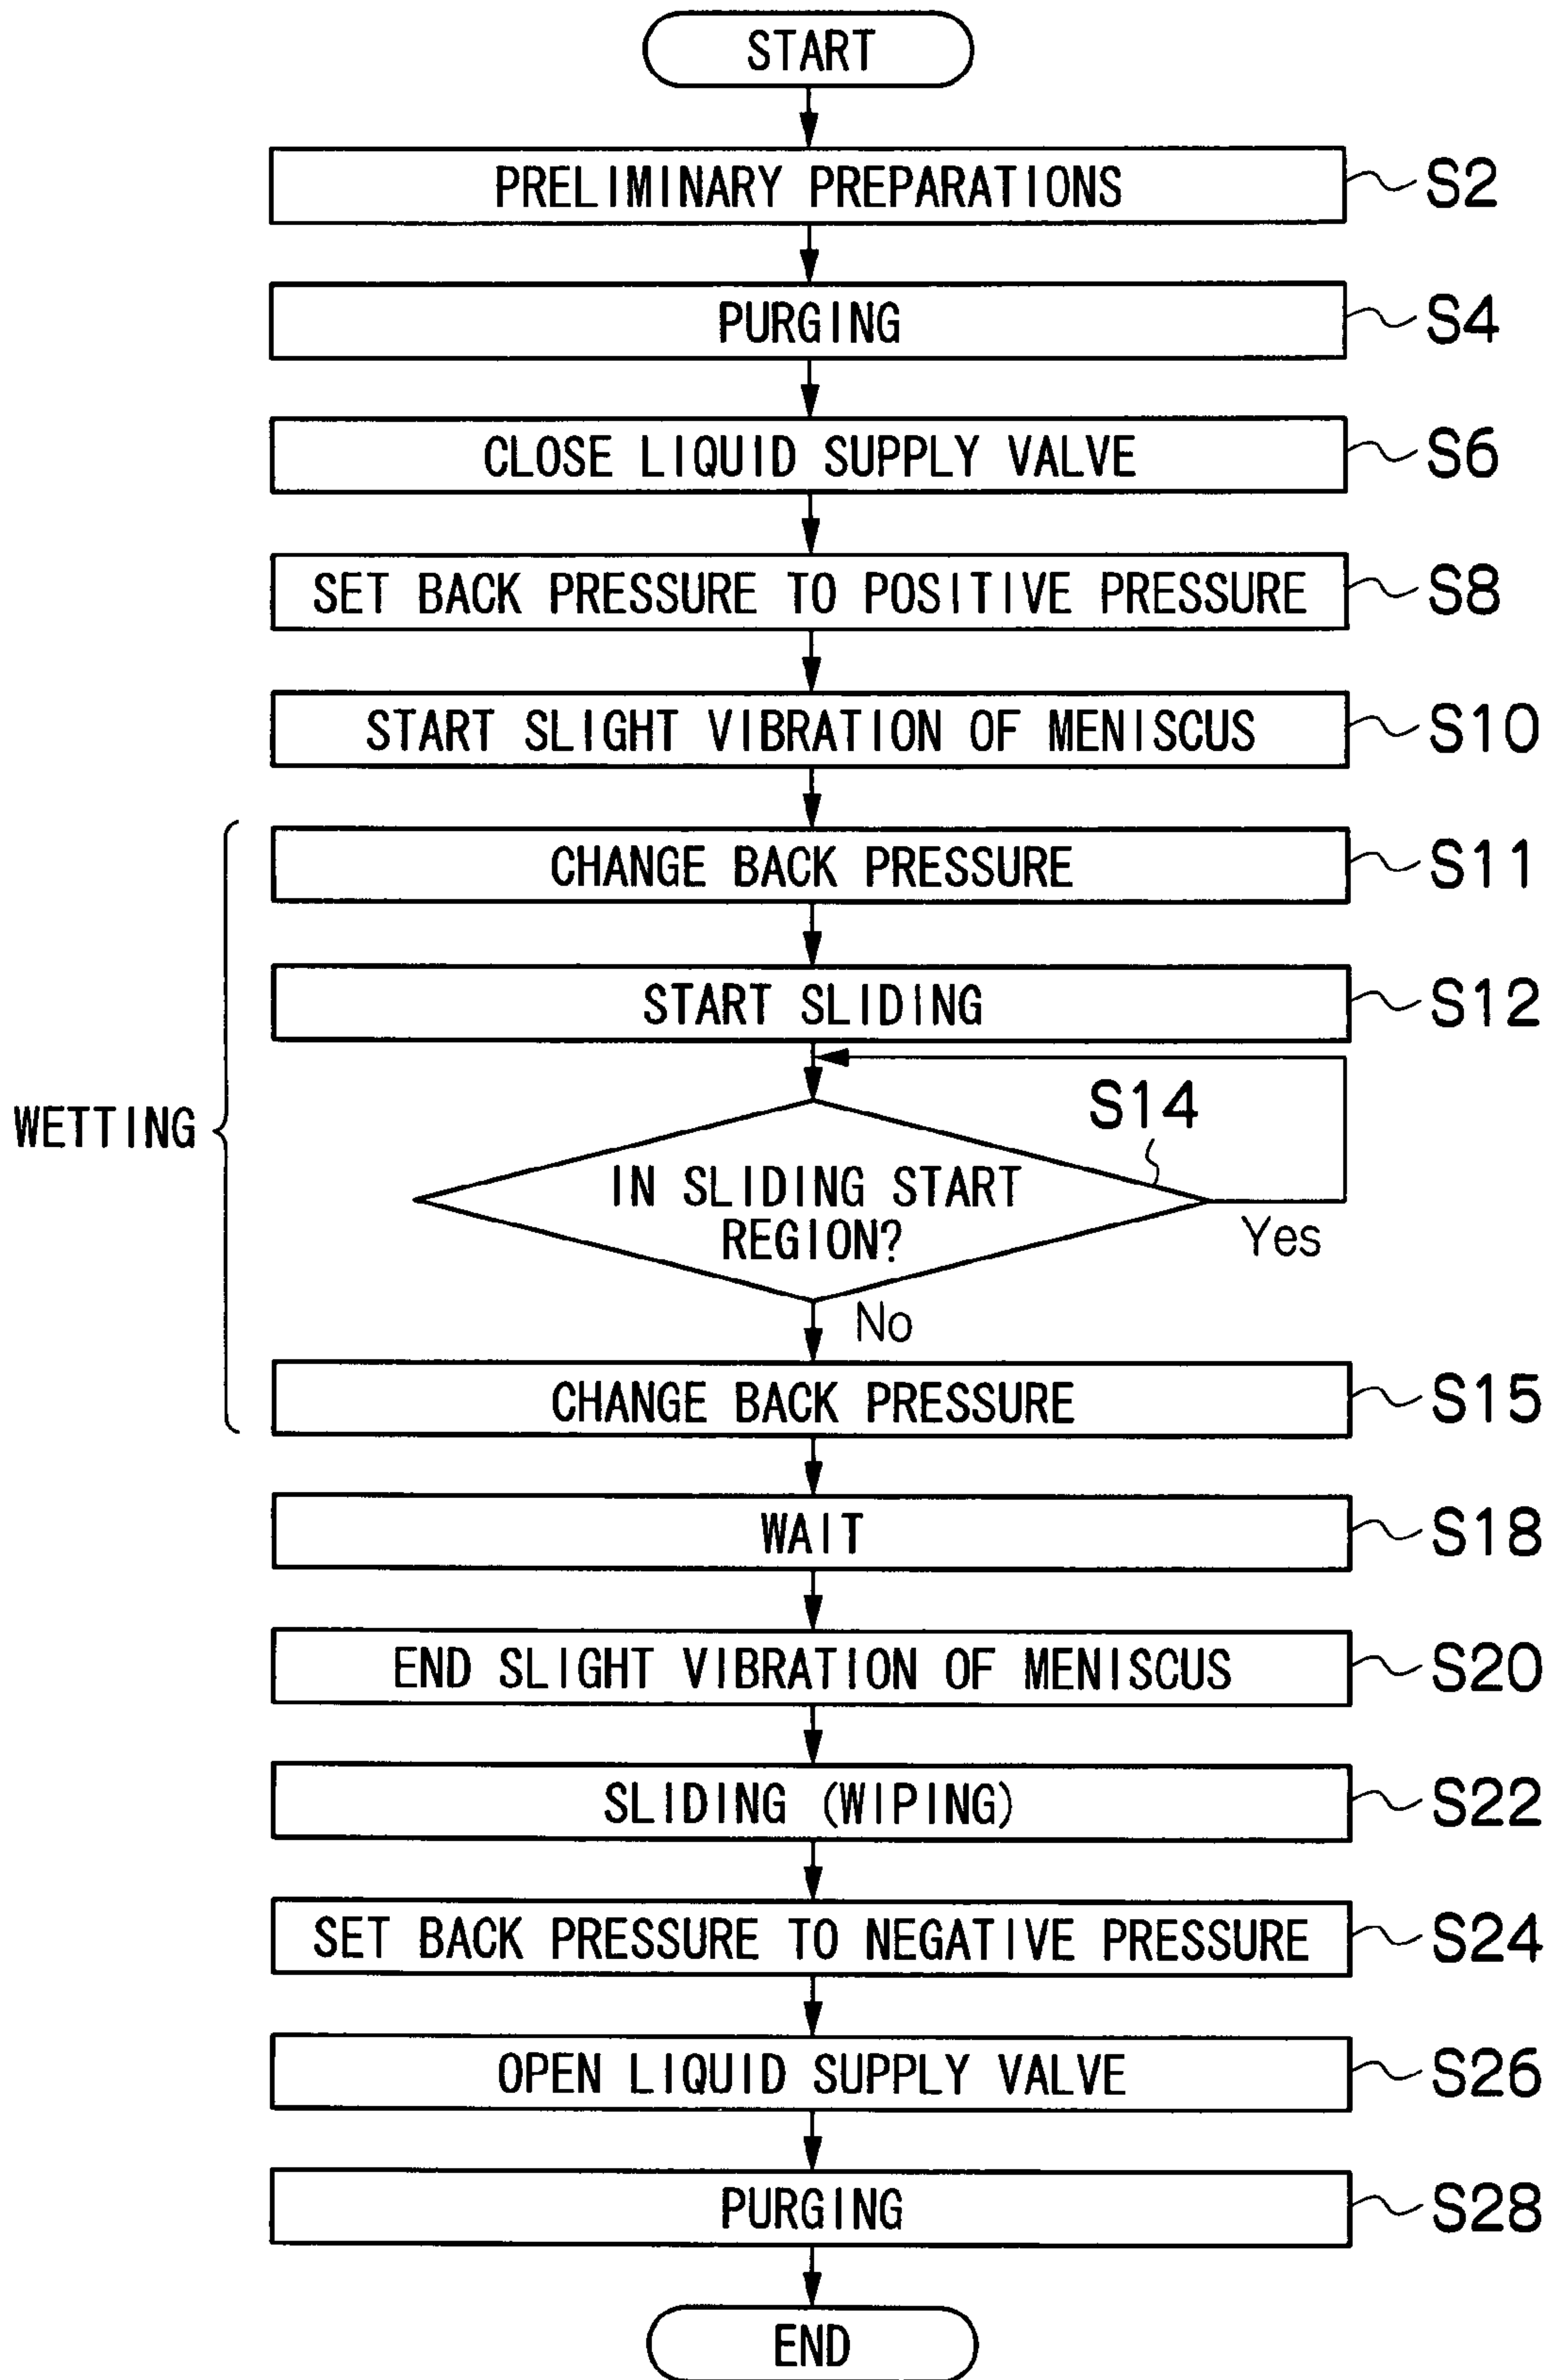 START
PRELIMINARY PREPARATIONS S2
PURGING S4
CLOSE LIQUID SUPPLY VALVE S6
SET BACK PRESSURE TO POSITIVE PRESSURE S8
START SLIGHT VIBRATION OF MENISCUS S10
CHANGE BACK PRESSURE S11
START SLIDING S12
S14
WETTING
IN SLIDING START
REGION?
Yes
No
CHANGE BACK PRESSURE S15
WAIT S18
END SLIGHT VIBRATION OF MENISCUS S20
SLIDING (WIPING) S22
SET BACK PRESSURE TO NEGATIVE PRESSURE S24
OPEN LIQUID SUPPLY VALVE S26
PURGING S28
END